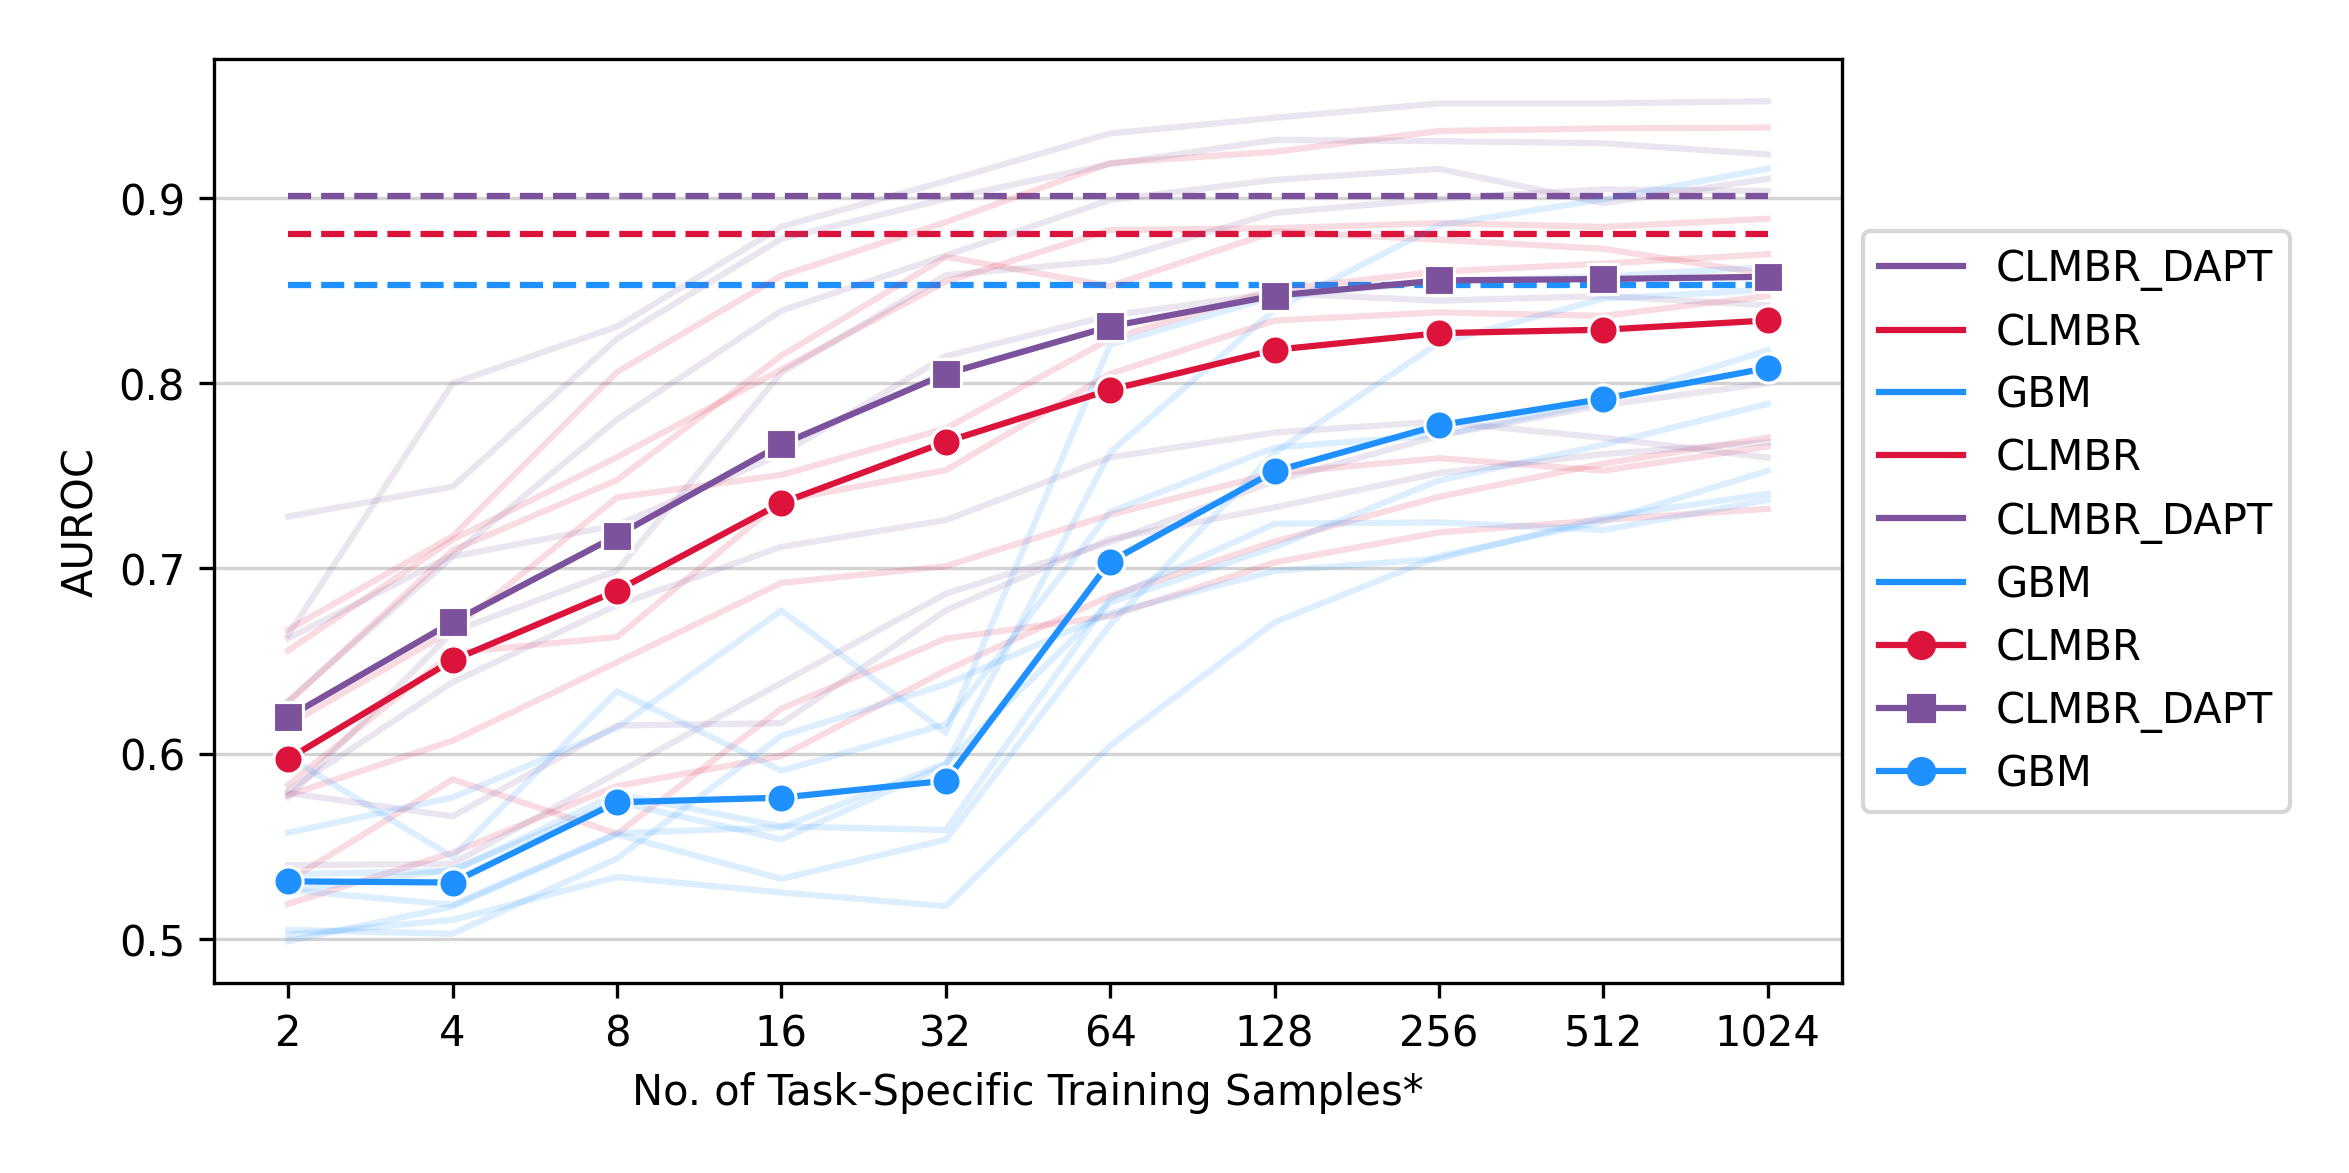 AUROC
0.9
0.8
0.7
0.6
0.5
2 4 8 16 32 64 128 256 512 1024
No. of Task-Specific Training Samples*
CLMBR_DAPT
CLMBR
GBM
CLMBR
CLMBR_DAPT
GBM
CLMBR
CLMBR_DAPT
GBM